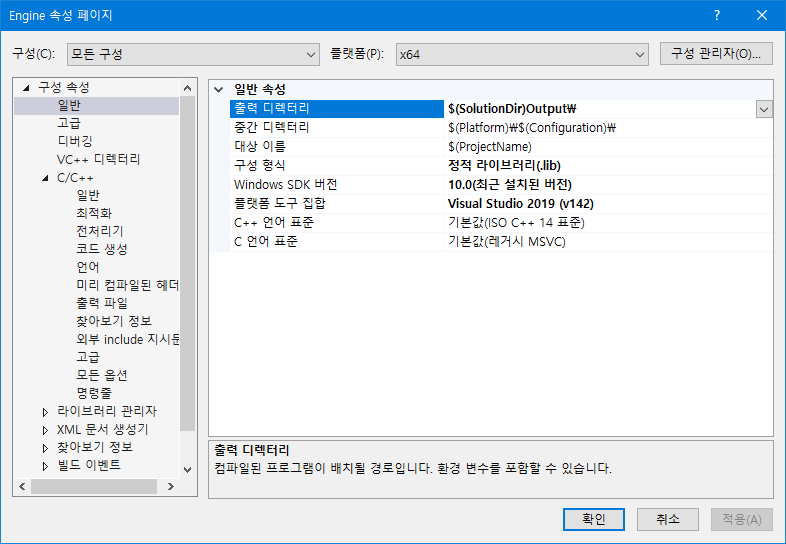 Engine 속성 페이지
구성(C): 모든 구성 플랫폼(P): x64 구성 관리자(O)...
구성 속성
일반
고급
디버깅
VC++ 디렉터리
C/C++
일반
최적화
전처리기
코드 생성
언어
미리 컴파일된 헤더
출력 파일
찾아보기 정보
외부 include 지시문
고급
모든 옵션
명령줄
라이브러리 관리자
XML 문서 생성기
찾아보기 정보
빌드 이벤트
일반 속성
출력 디렉터리 $(SolutionDir)Output₩
중간 디렉터리 $(Platform)₩$(Configuration)₩
대상 이름 $(ProjectName)
구성 형식 정적 라이브러리(.lib)
Windows SDK 버전 10.0(최근 설치된 버전)
플랫폼 도구 집합 Visual Studio 2019 (v142)
C++ 언어 표준 기본값(ISO C++ 14 표준)
C 언어 표준 기본값(레거시 MSVC)
출력 디렉터리
컴파일된 프로그램이 배치될 경로입니다. 환경 변수를 포함할 수 있습니다.
확인 취소 적용(A)